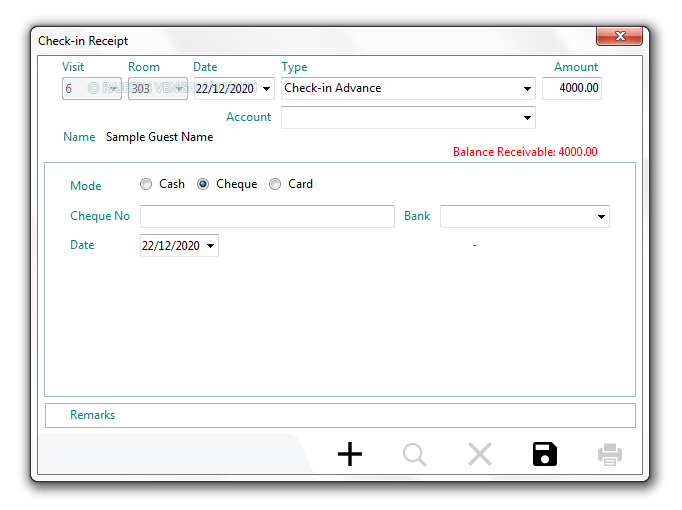 Check-in Receipt
Visit Room Date Type Amount
6 303 22/12/2020 Check-in Advance 4000.00
Account
Name Sample Guest Name
Balance Receivable: 4000.00
Mode Cash Cheque Card
Cheque No Bank
Date 22/12/2020 -
Remarks